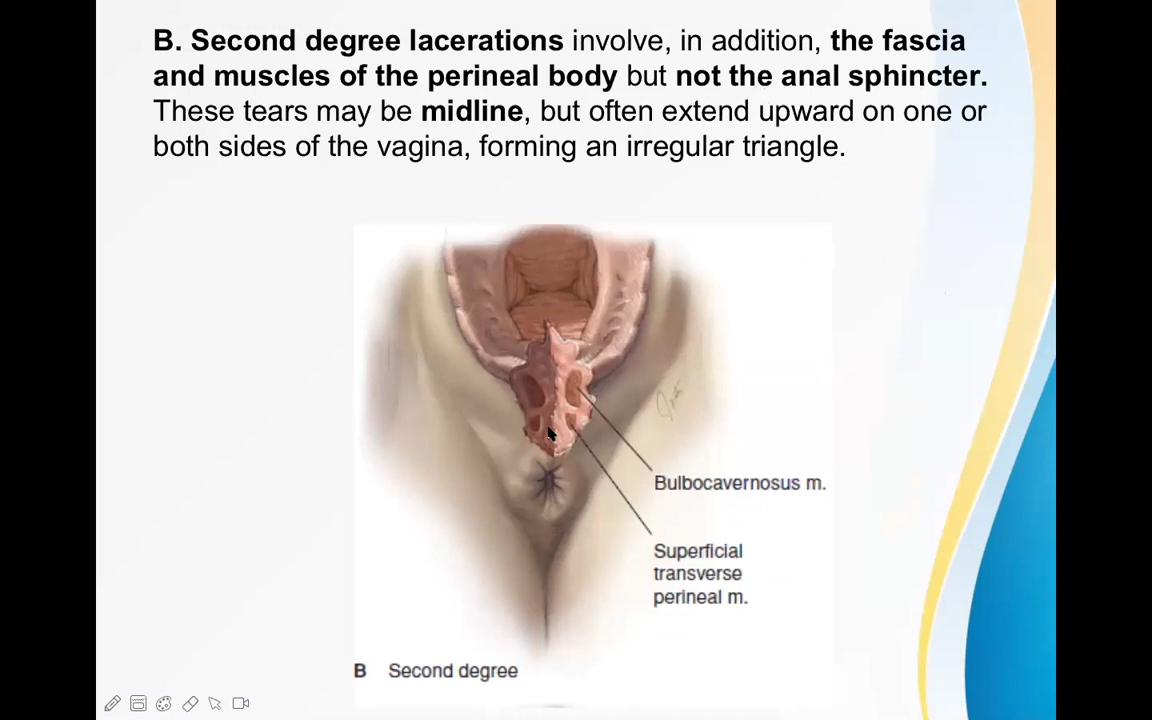 B. Second degree lacerations involve, in addition, the fascia
and muscles of the perineal body but not the anal sphincter.
These tears may be midline, but often extend upward on one or
both sides of the vagina, forming an irregular triangle.
Bulbocavernosus m.
Superficial
transverse
perineal m.
B Second degree